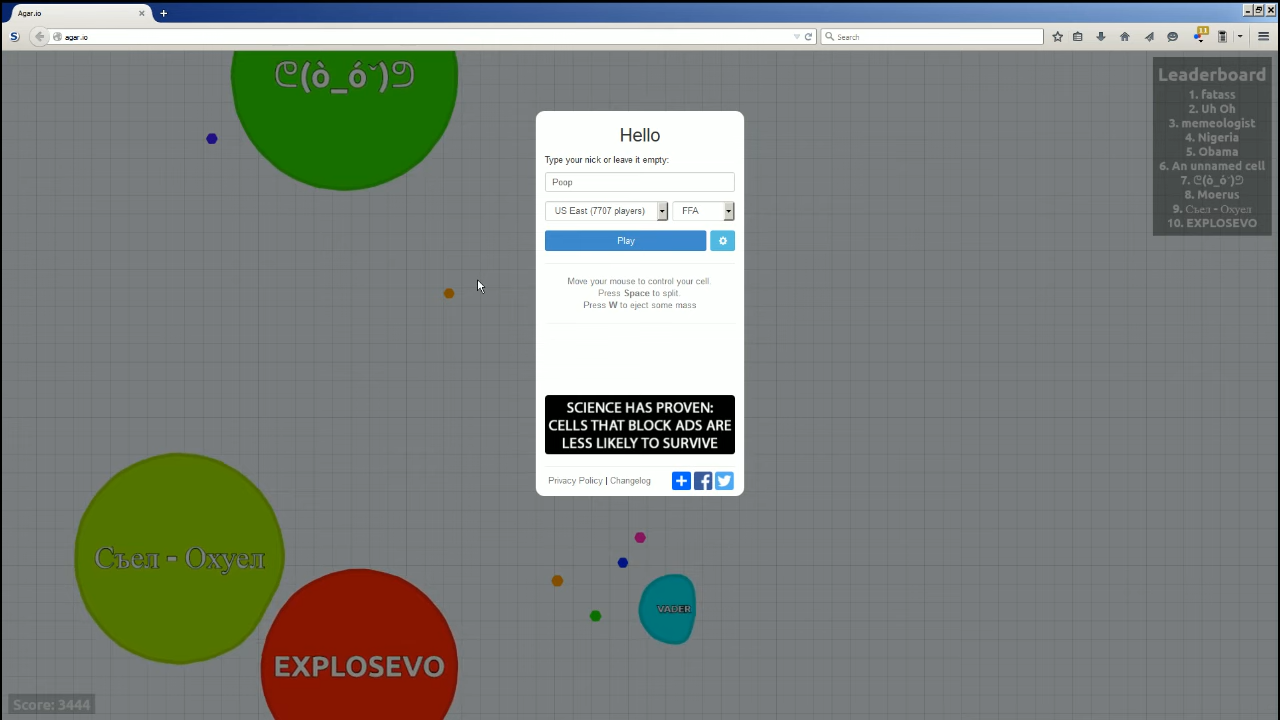 Agar.io
agar.io
Search
11
ᕦ(ò_óˇ)ᕤ
Hello
Type your nick or leave it empty:
Poop
US East (7707 players)
FFA
Play
Move your mouse to control your cell.
Press Space to split.
Press W to eject some mass
SCIENCE HAS PROVEN:
CELLS THAT BLOCK ADS ARE
LESS LIKELY TO SURVIVE
Privacy Policy | Changelog
Leaderboard
1. fatass
2. Uh Oh
3. memeologist
4. Nigeria
5. Obama
6. An unnamed cell
7. ᕦ(ò_óˇ)ᕤ
8. Moerus
9. Съел - Охуел
10. EXPLOSEVO
Съел - Охуел
VADER
EXPLOSEVO
Score: 3444